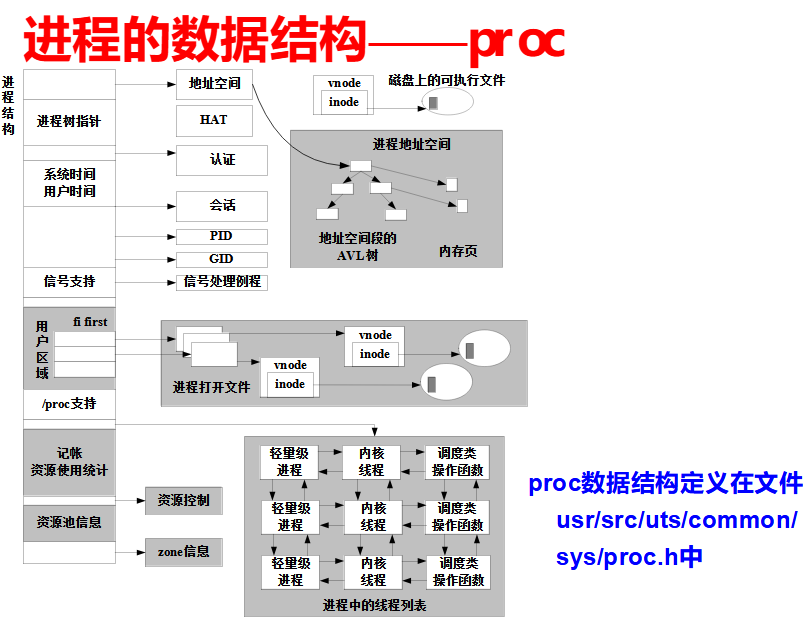 进程的数据结构——proc
进程结构
地址空间
vnode
inode
磁盘上的可执行文件
进程树指针
HAT
进程地址空间
认证
系统时间
用户时间
会话
PID
GID
地址空间段的
AVL树
内存页
信号支持
信号处理例程
用户区域
fi first
vnode
inode
vnode
inode
进程打开文件
/proc支持
记帐
资源使用统计
资源控制
资源池信息
zone信息
轻量级
进程
内核
线程
调度类
操作函数
轻量级
进程
内核
线程
调度类
操作函数
轻量级
进程
内核
线程
调度类
操作函数
进程中的线程列表
proc数据结构定义在文件
usr/src/uts/common/
sys/proc.h中